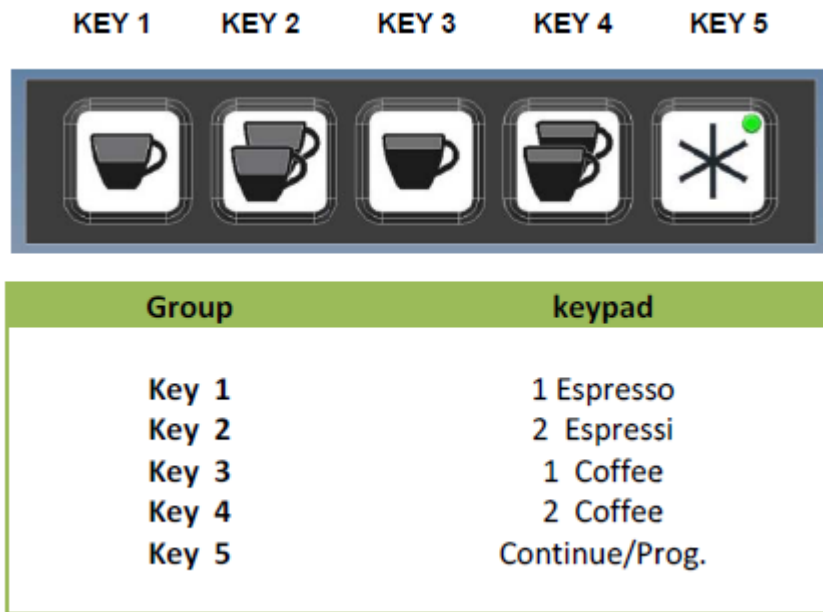 KEY 1 KEY 2 KEY 3 KEY 4 KEY 5
Group keypad
Key 1 1 Espresso
Key 2 2 Espressi
Key 3 1 Coffee
Key 4 2 Coffee
Key 5 Continue/Prog.